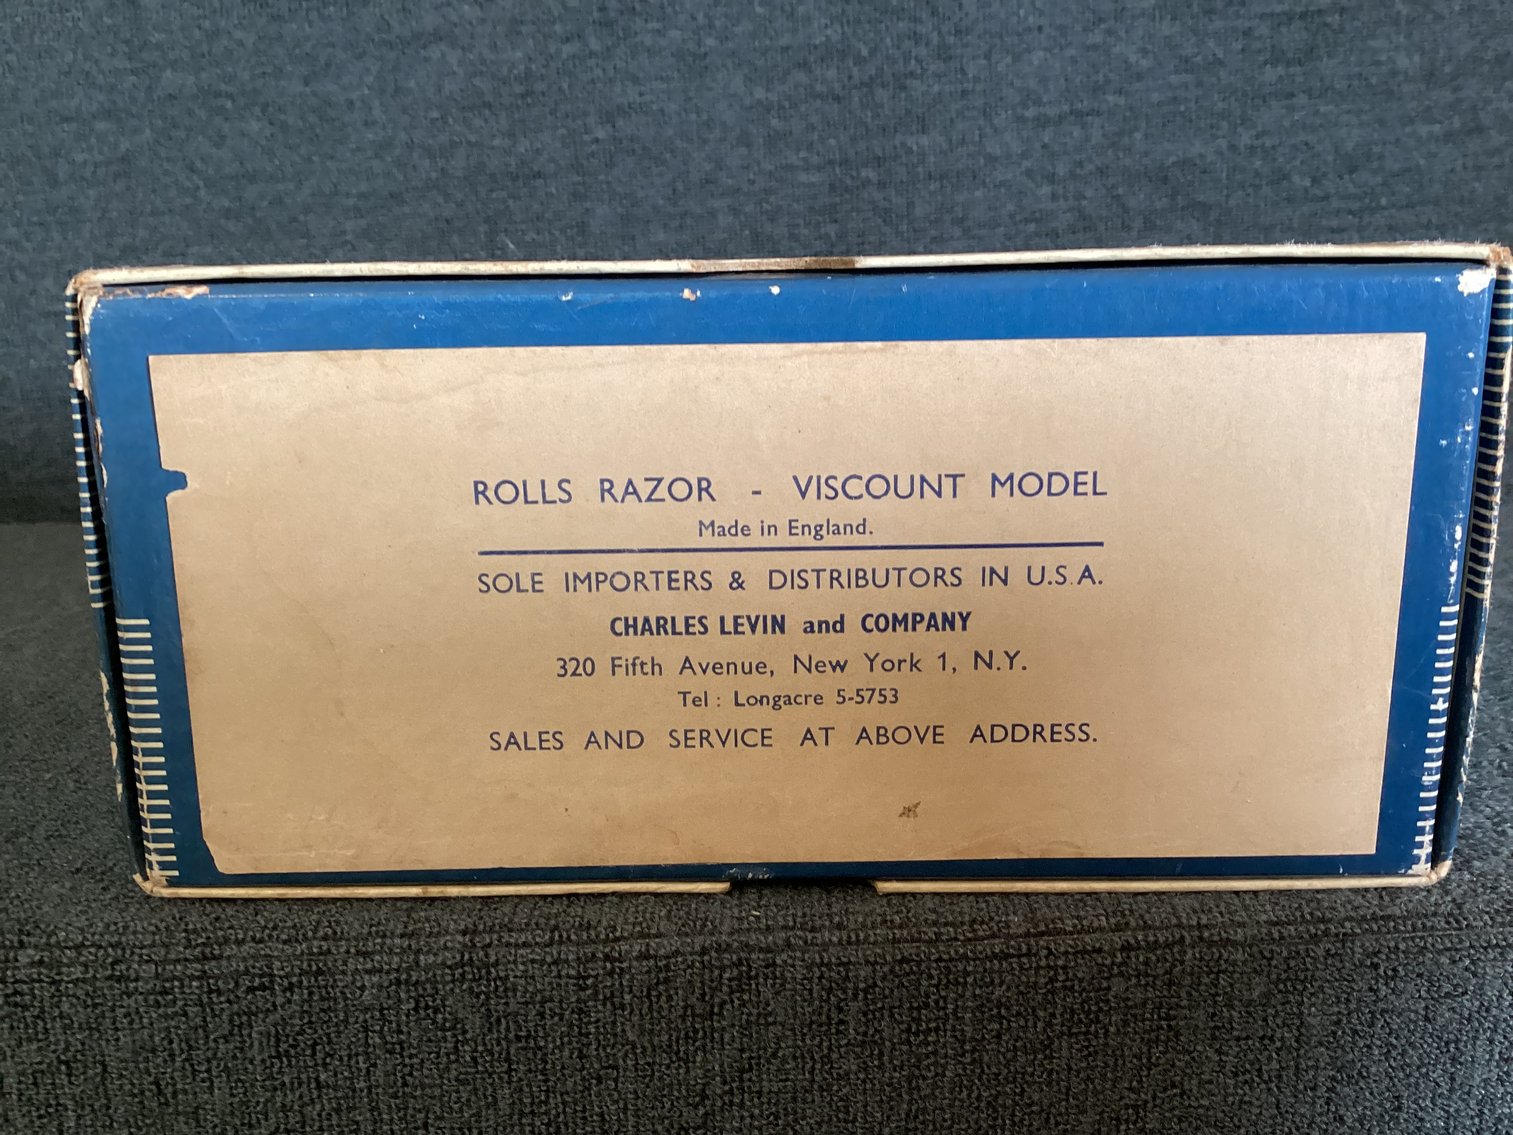 ROLLS RAZOR - VISCOUNT MODEL
Made in England.
SOLE IMPORTERS & DISTRIBUTORS IN U.S.A.
CHARLES LEVIN and COMPANY
320 Fifth Avenue, New York 1, N.Y.
Tel : Longacre 5-5753
SALES AND SERVICE AT ABOVE ADDRESS.